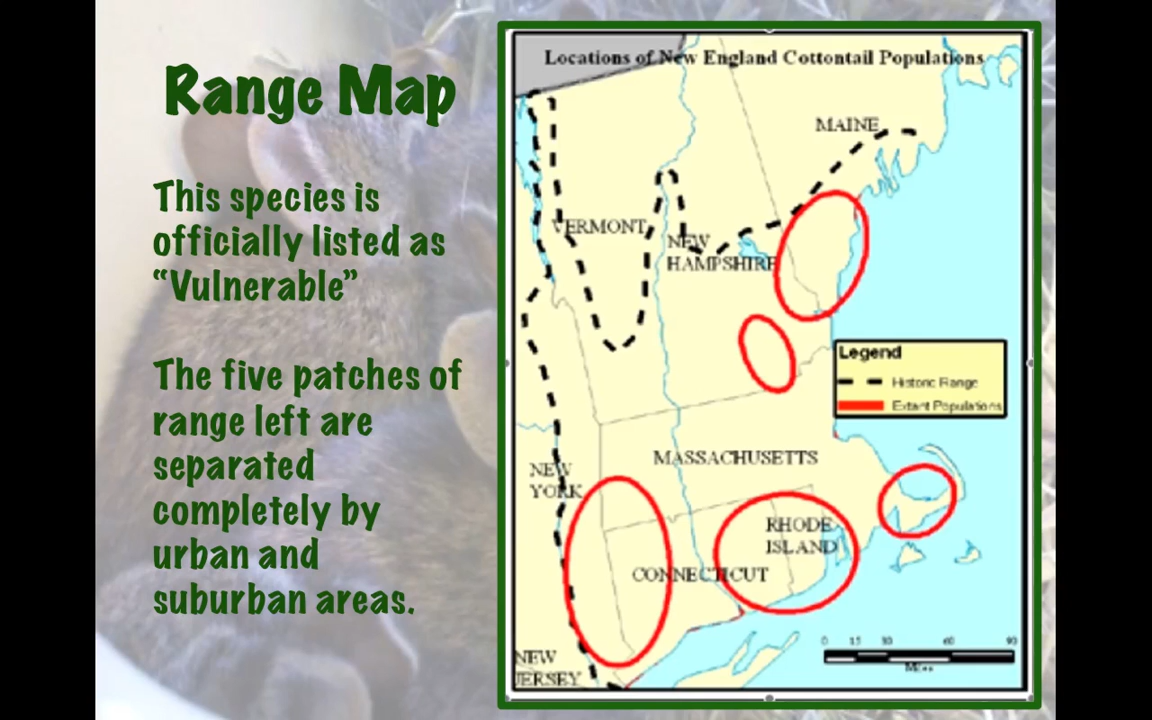 Range Map
This species is
officially listed as
“Vulnerable”
The five patches of
range left are
separated
completely by
urban and
suburban areas.
Locations of New England Cottontail Populations
MAINE
VERMONT
NEW
HAMPSHIRE
Legend
Historic Range
Extant Populations
MASSACHUSETTS
NEW
YORK
RHODE
ISLAND
CONNECTICUT
NEW
JERSEY
0 15 30 60 90
Miles